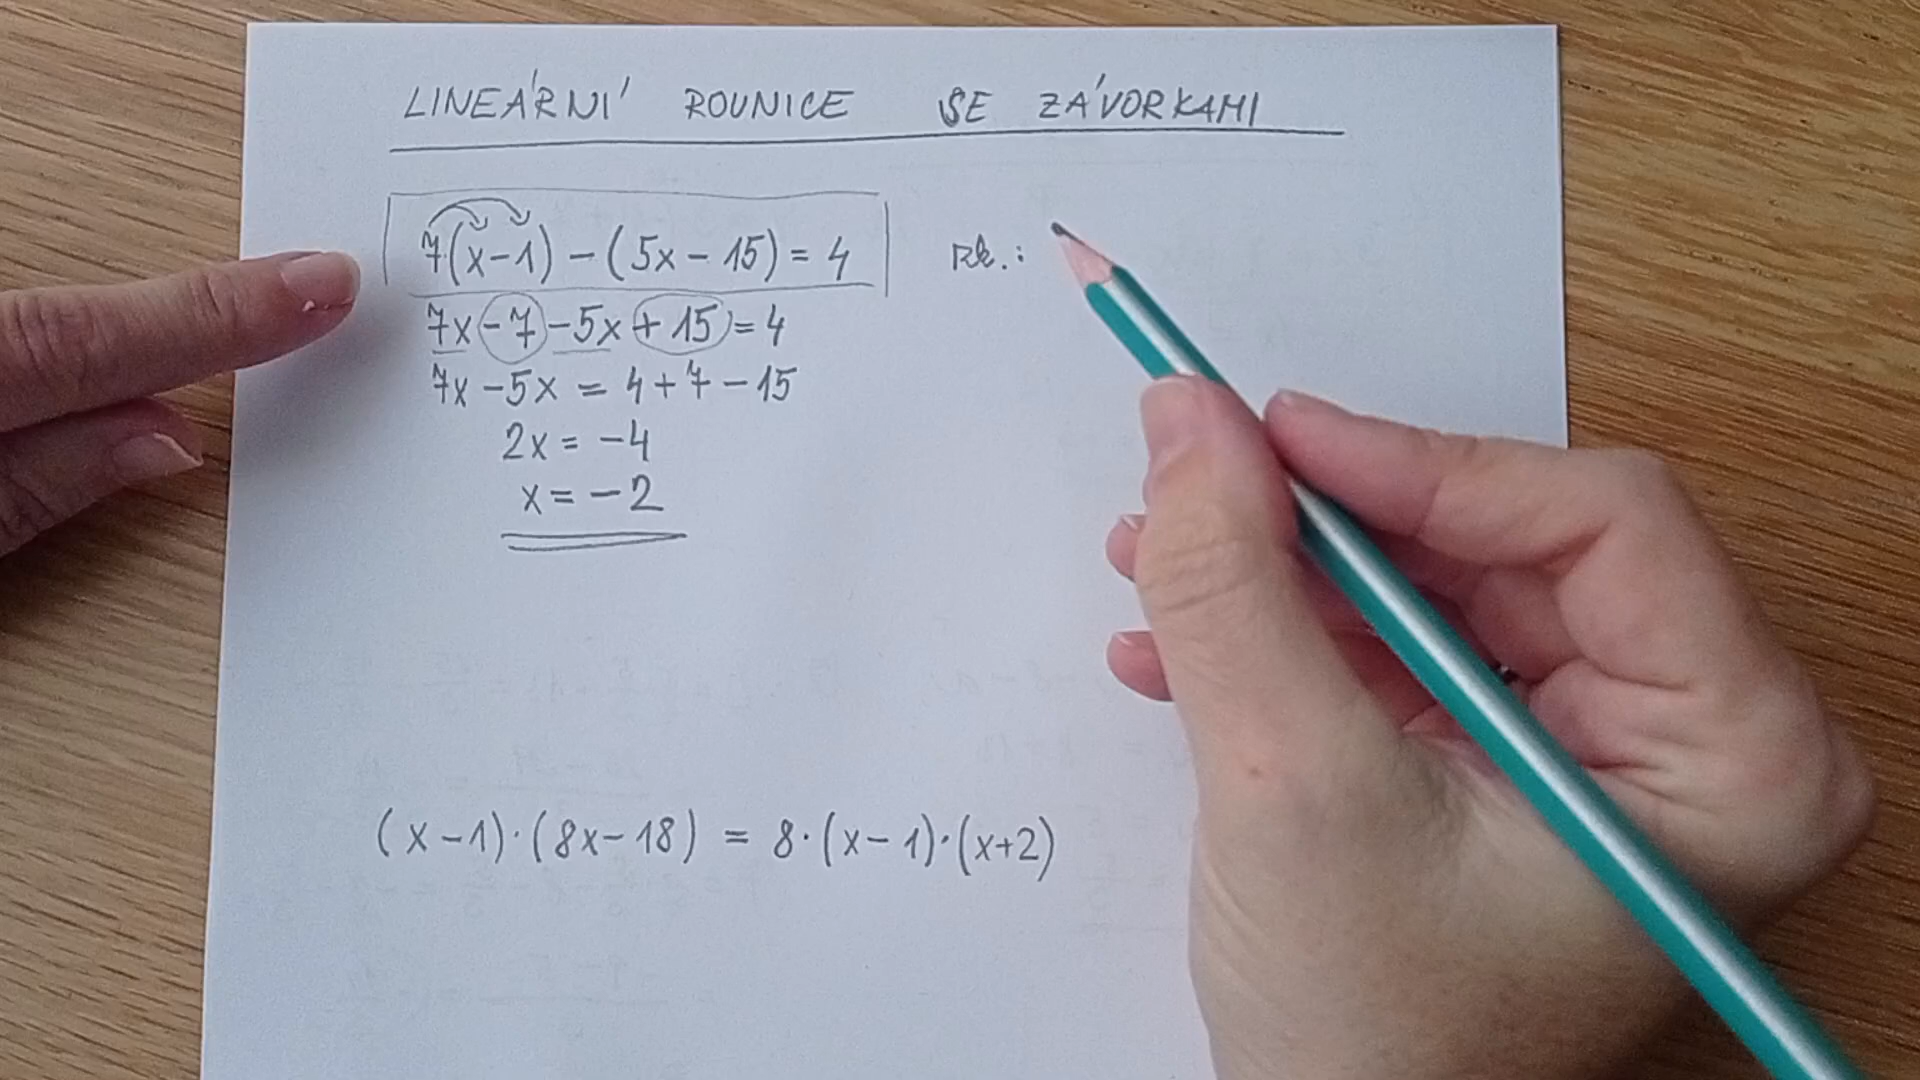 LINEÁRNÍ ROVNICE SE ZÁVORKAMI
7(x-1) - (5x - 15) = 4
Zk.:
7x - 7 - 5x + 15 = 4
7x - 5x = 4 + 7 - 15
2x = -4
x = -2
(x - 1)·(8x - 18) = 8·(x - 1)·(x+2)